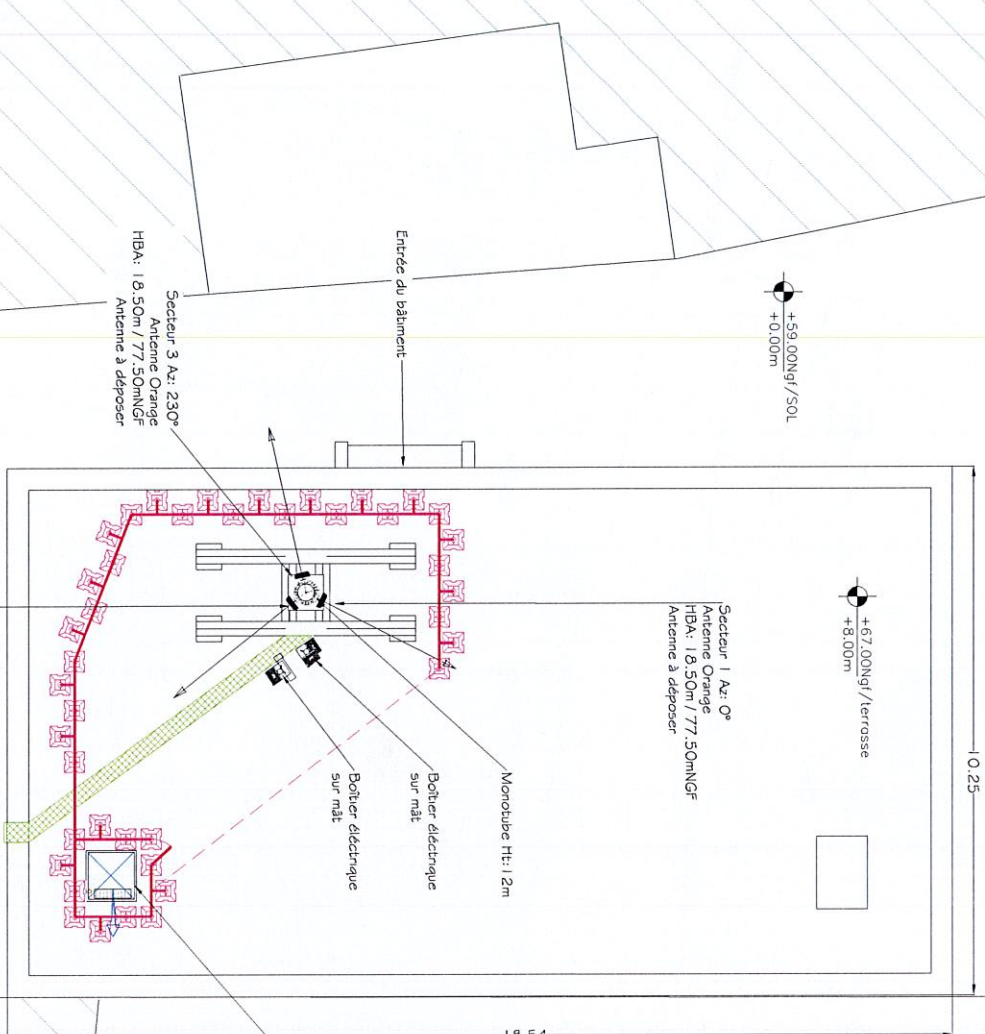 +59.00Ngf/SOL
+0.00m
Entrée du bâtiment
Secteur 3 Az: 230°
Antenne Orange
HBA: 18.50m / 77.50mNGF
Antenne à déposer
+67.00Ngf/terrasse
+8.00m
10.25
Secteur 1 Az: 0°
Antenne Orange
HBA: 18.50m / 77.50mNGF
Antenne à déposer
Monotube Ht:12m
Boîtier éléctrique
sur mât
Boîtier éléctrique
sur mât